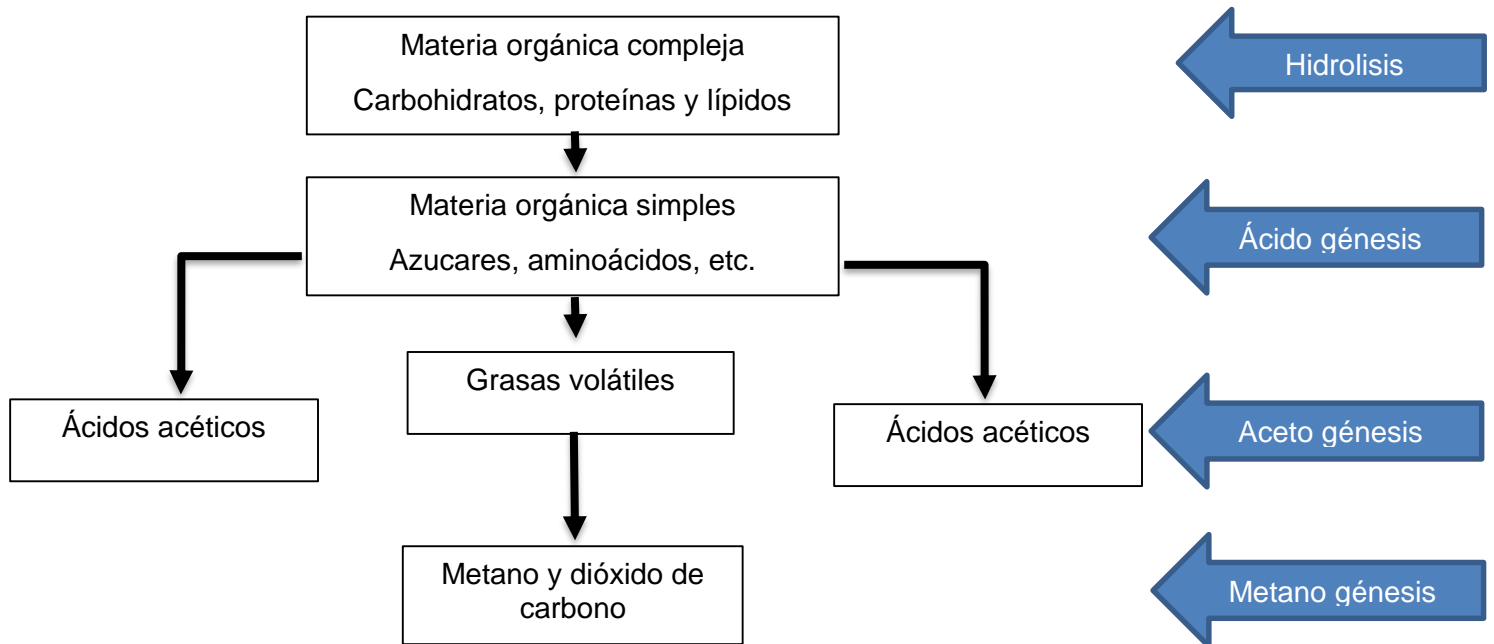 Materia orgánica compleja
Carbohidratos, proteínas y lípidos
Hidrolisis
Materia orgánica simples
Azucares, aminoácidos, etc.
Ácido génesis
Grasas volátiles
Ácidos acéticos
Ácidos acéticos
Aceto génesis
Metano y dióxido de
carbono
Metano génesis